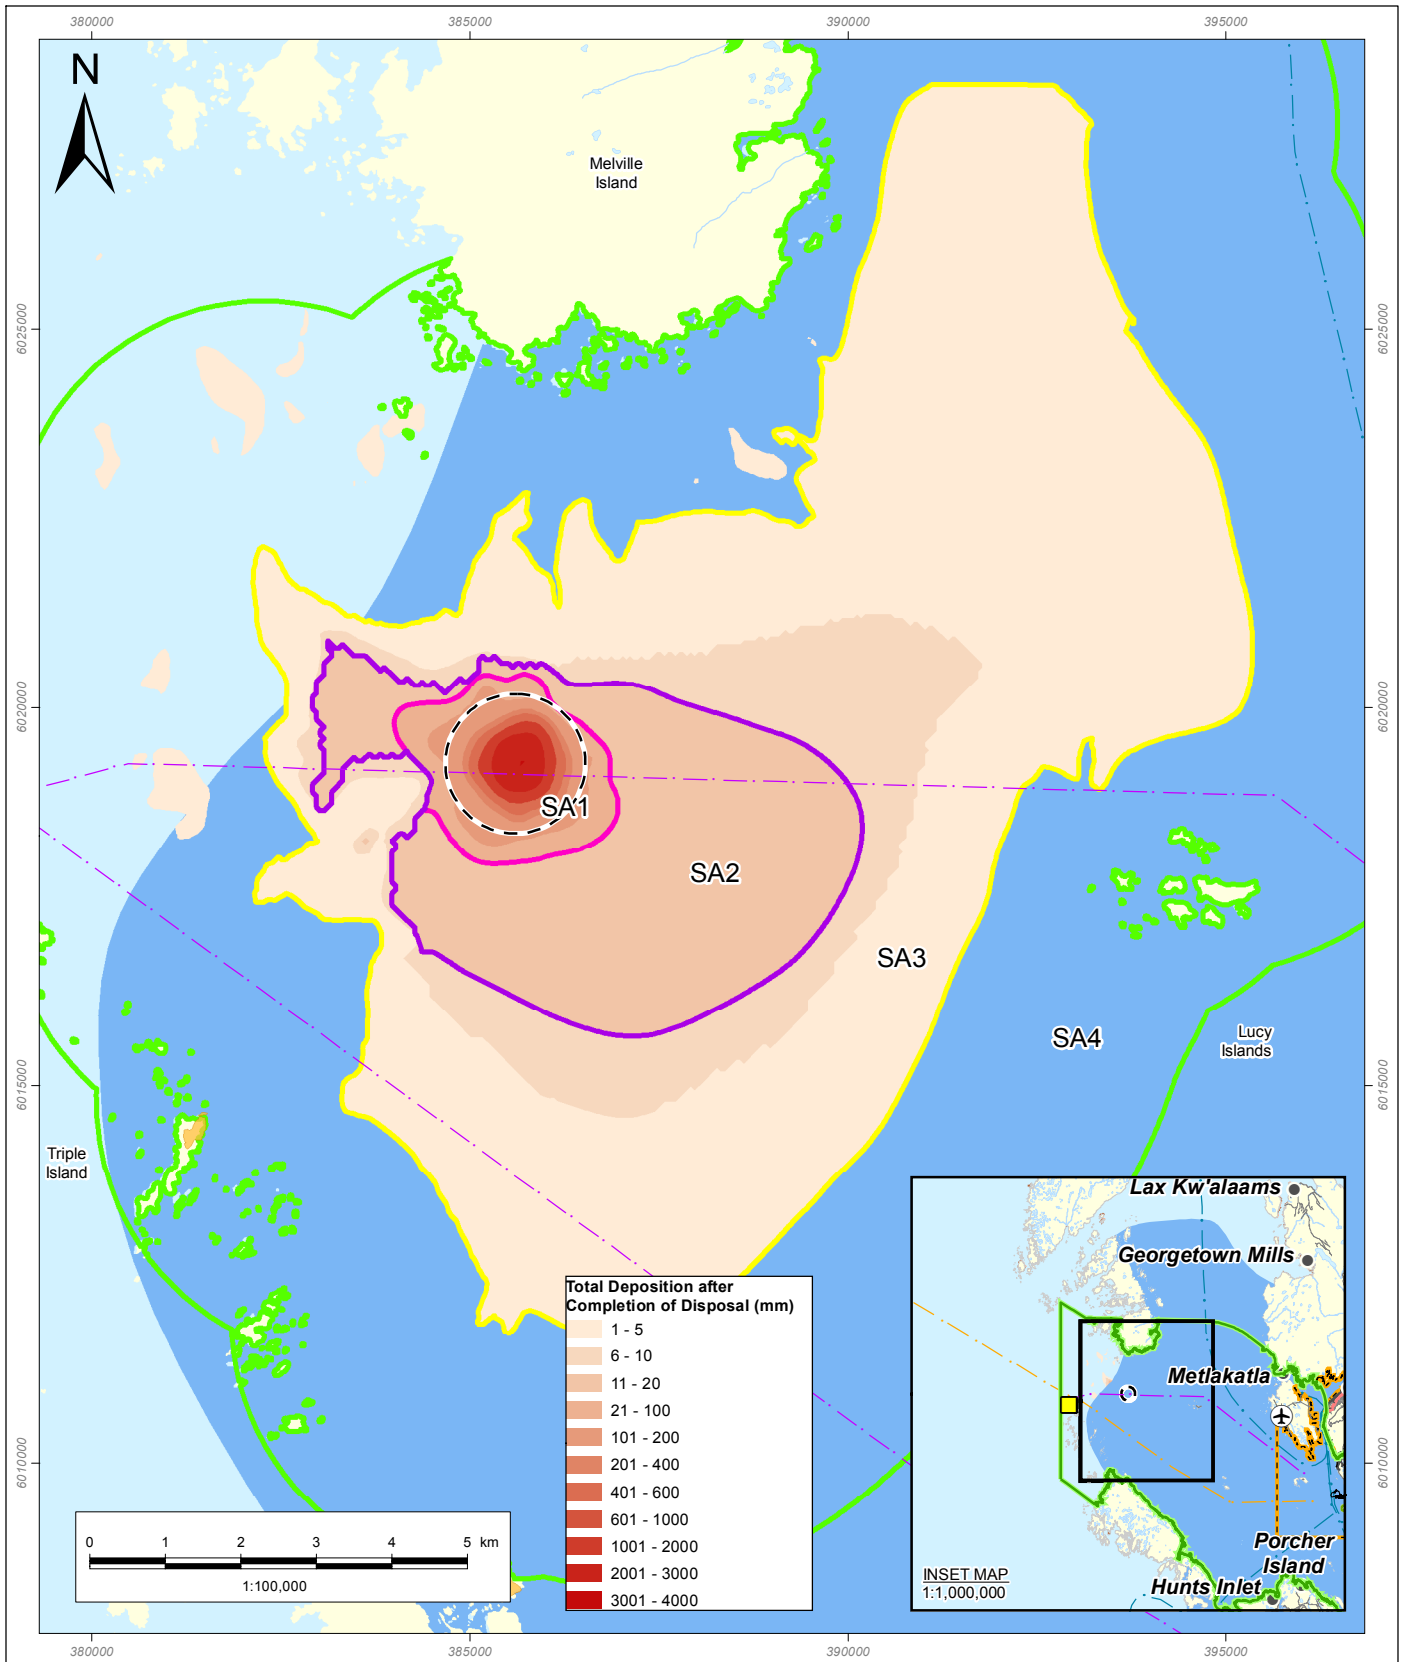 380000
385000
390000
395000
N
Melville
Island
6025000
6025000
6020000
6020000
SA1
SA2
SA3
SA4
Lucy
Islands
6015000
6015000
Triple
Island
Lax Kw'alaams
Georgetown Mills
Metlakatla
Porcher
Island
Hunts Inlet
INSET MAP
1:1,000,000
Total Deposition after
Completion of Disposal (mm)
1 - 5
6 - 10
11 - 20
21 - 100
101 - 200
201 - 400
401 - 600
601 - 1000
1001 - 2000
2001 - 3000
3001 - 4000
6010000
6010000
0 1 2 3 4 5 km
1:100,000
380000
385000
390000
395000